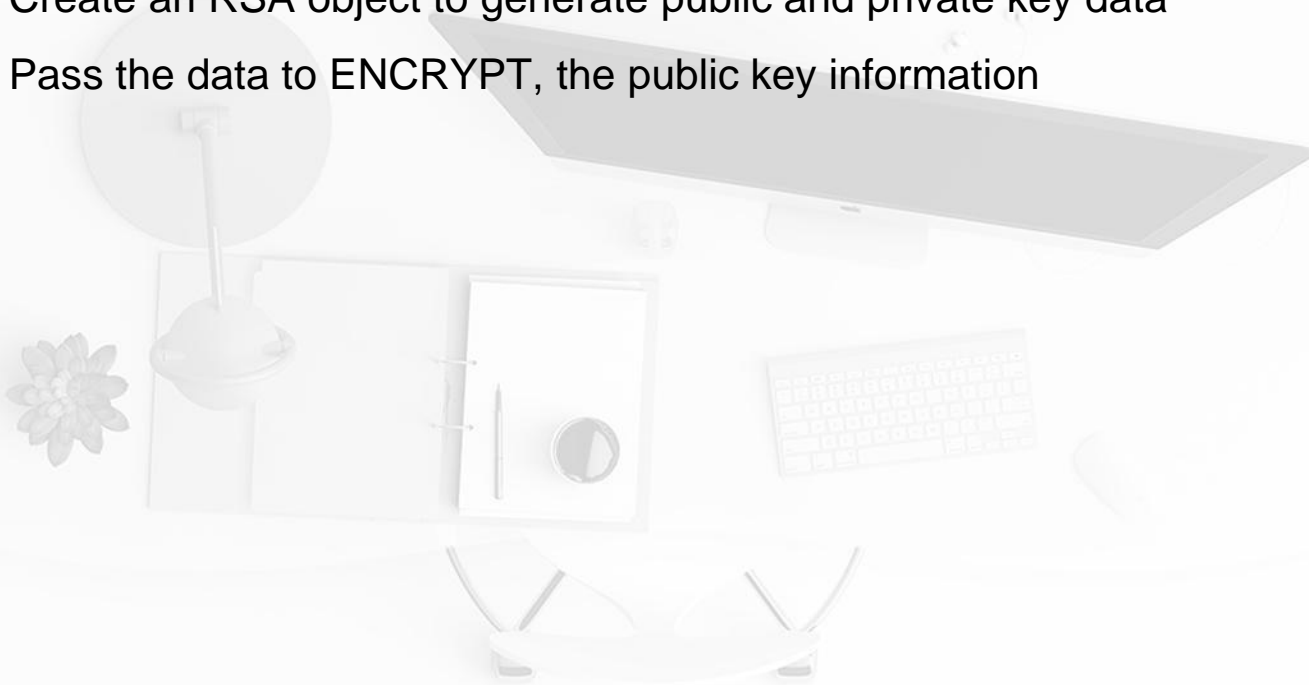 Create an RSA object to generate public and private key data
Pass the data to ENCRYPT, the public key information